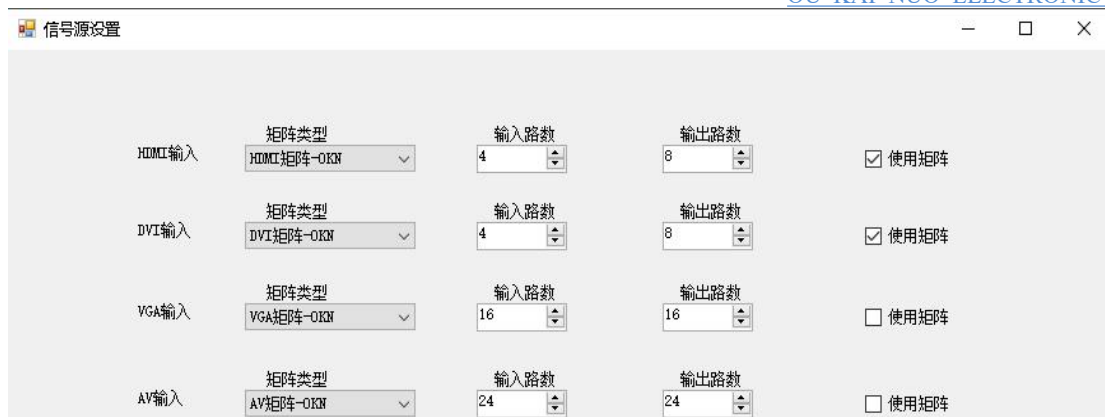 OU KAI NUO ELECTRONIC
信号源设置
矩阵类型 输入路数 输出路数
HDMI输入 HDMI矩阵-OKN 4 8 使用矩阵
矩阵类型 输入路数 输出路数
DVI输入 DVI矩阵-OKN 4 8 使用矩阵
矩阵类型 输入路数 输出路数
VGA输入 VGA矩阵-OKN 16 16 使用矩阵
矩阵类型 输入路数 输出路数
AV输入 AV矩阵-OKN 24 24 使用矩阵